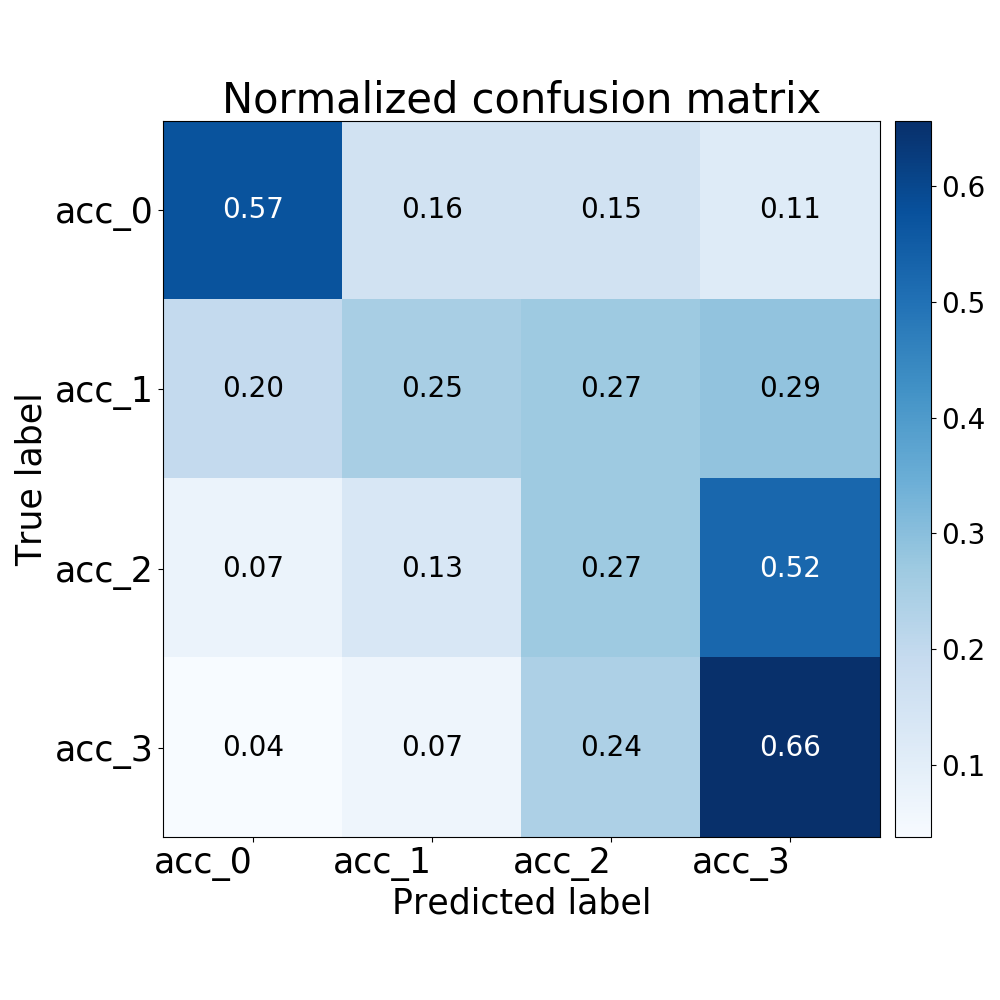 Normalized confusion matrix
acc_0 0.57 0.16 0.15 0.11
acc_1 0.20 0.25 0.27 0.29
acc_2 0.07 0.13 0.27 0.52
acc_3 0.04 0.07 0.24 0.66
acc_0 acc_1 acc_2 acc_3
Predicted label
True label
0.6
0.5
0.4
0.3
0.2
0.1